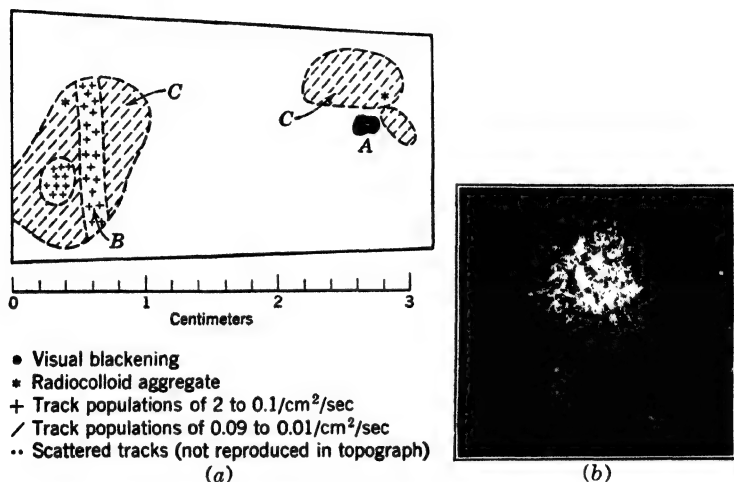 C
C
A
B
0 1 2 3
Centimeters
● Visual blackening
* Radiocolloid aggregate
+ Track populations of 2 to 0.1/cm²/sec
/ Track populations of 0.09 to 0.01/cm²/sec
·· Scattered tracks (not reproduced in topograph)
(a) (b)